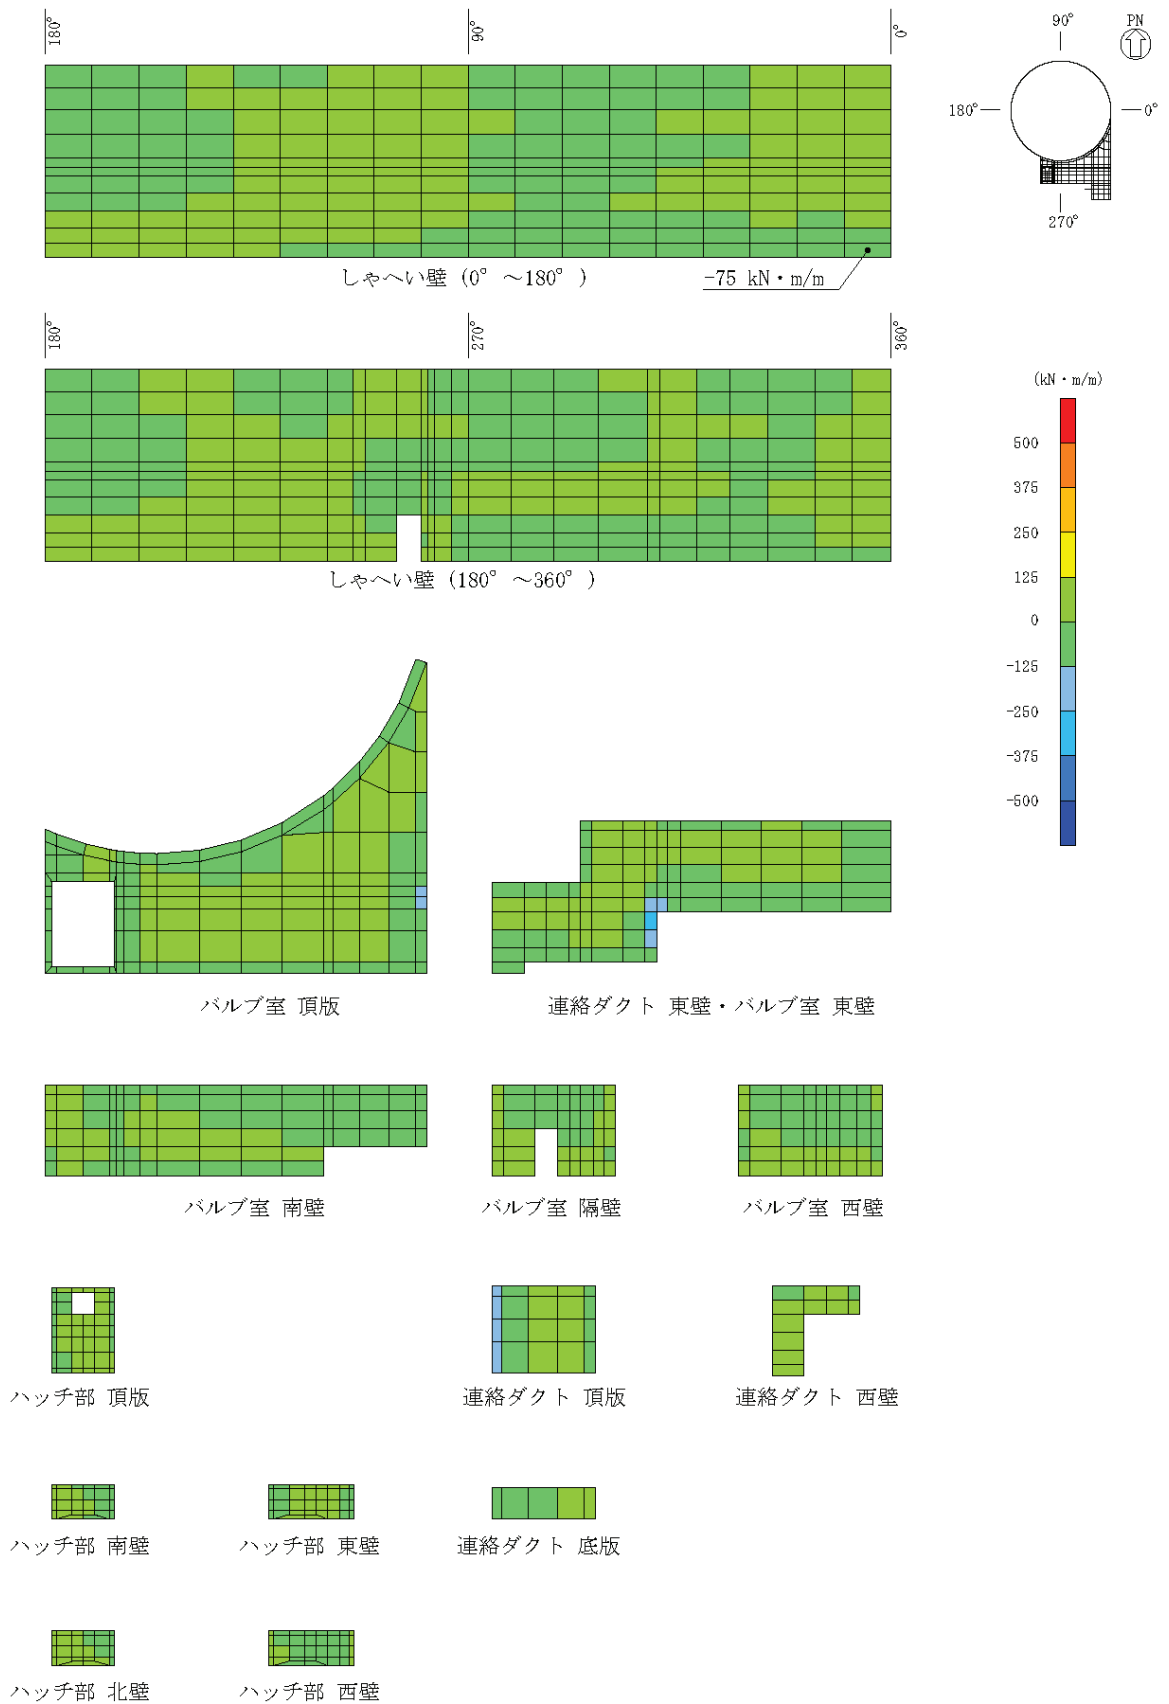 180°
90°
0°
しゃへい壁 (0° ～180° )
-75 kN・m/m
90°
PN
180°
0°
270°
180°
270°
360°
しゃへい壁 (180° ～360° )
(kN・m/m)
500
375
250
125
0
-125
-250
-375
-500
バルブ室 頂版
連絡ダクト 東壁・バルブ室 東壁
バルブ室 南壁
バルブ室 隔壁
バルブ室 西壁
ハッチ部 頂版
連絡ダクト 頂版
連絡ダクト 西壁
ハッチ部 南壁
ハッチ部 東壁
連絡ダクト 底版
ハッチ部 北壁
ハッチ部 西壁